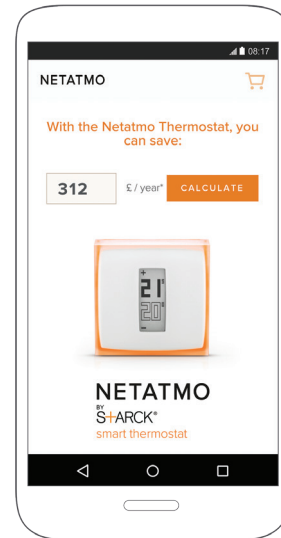 08:17
NETATMO
With the Netatmo Thermostat, you
can save:
312 £ / year* CALCULATE
+
21°
20°
-
NETATMO
BY
STARCK®
smart thermostat